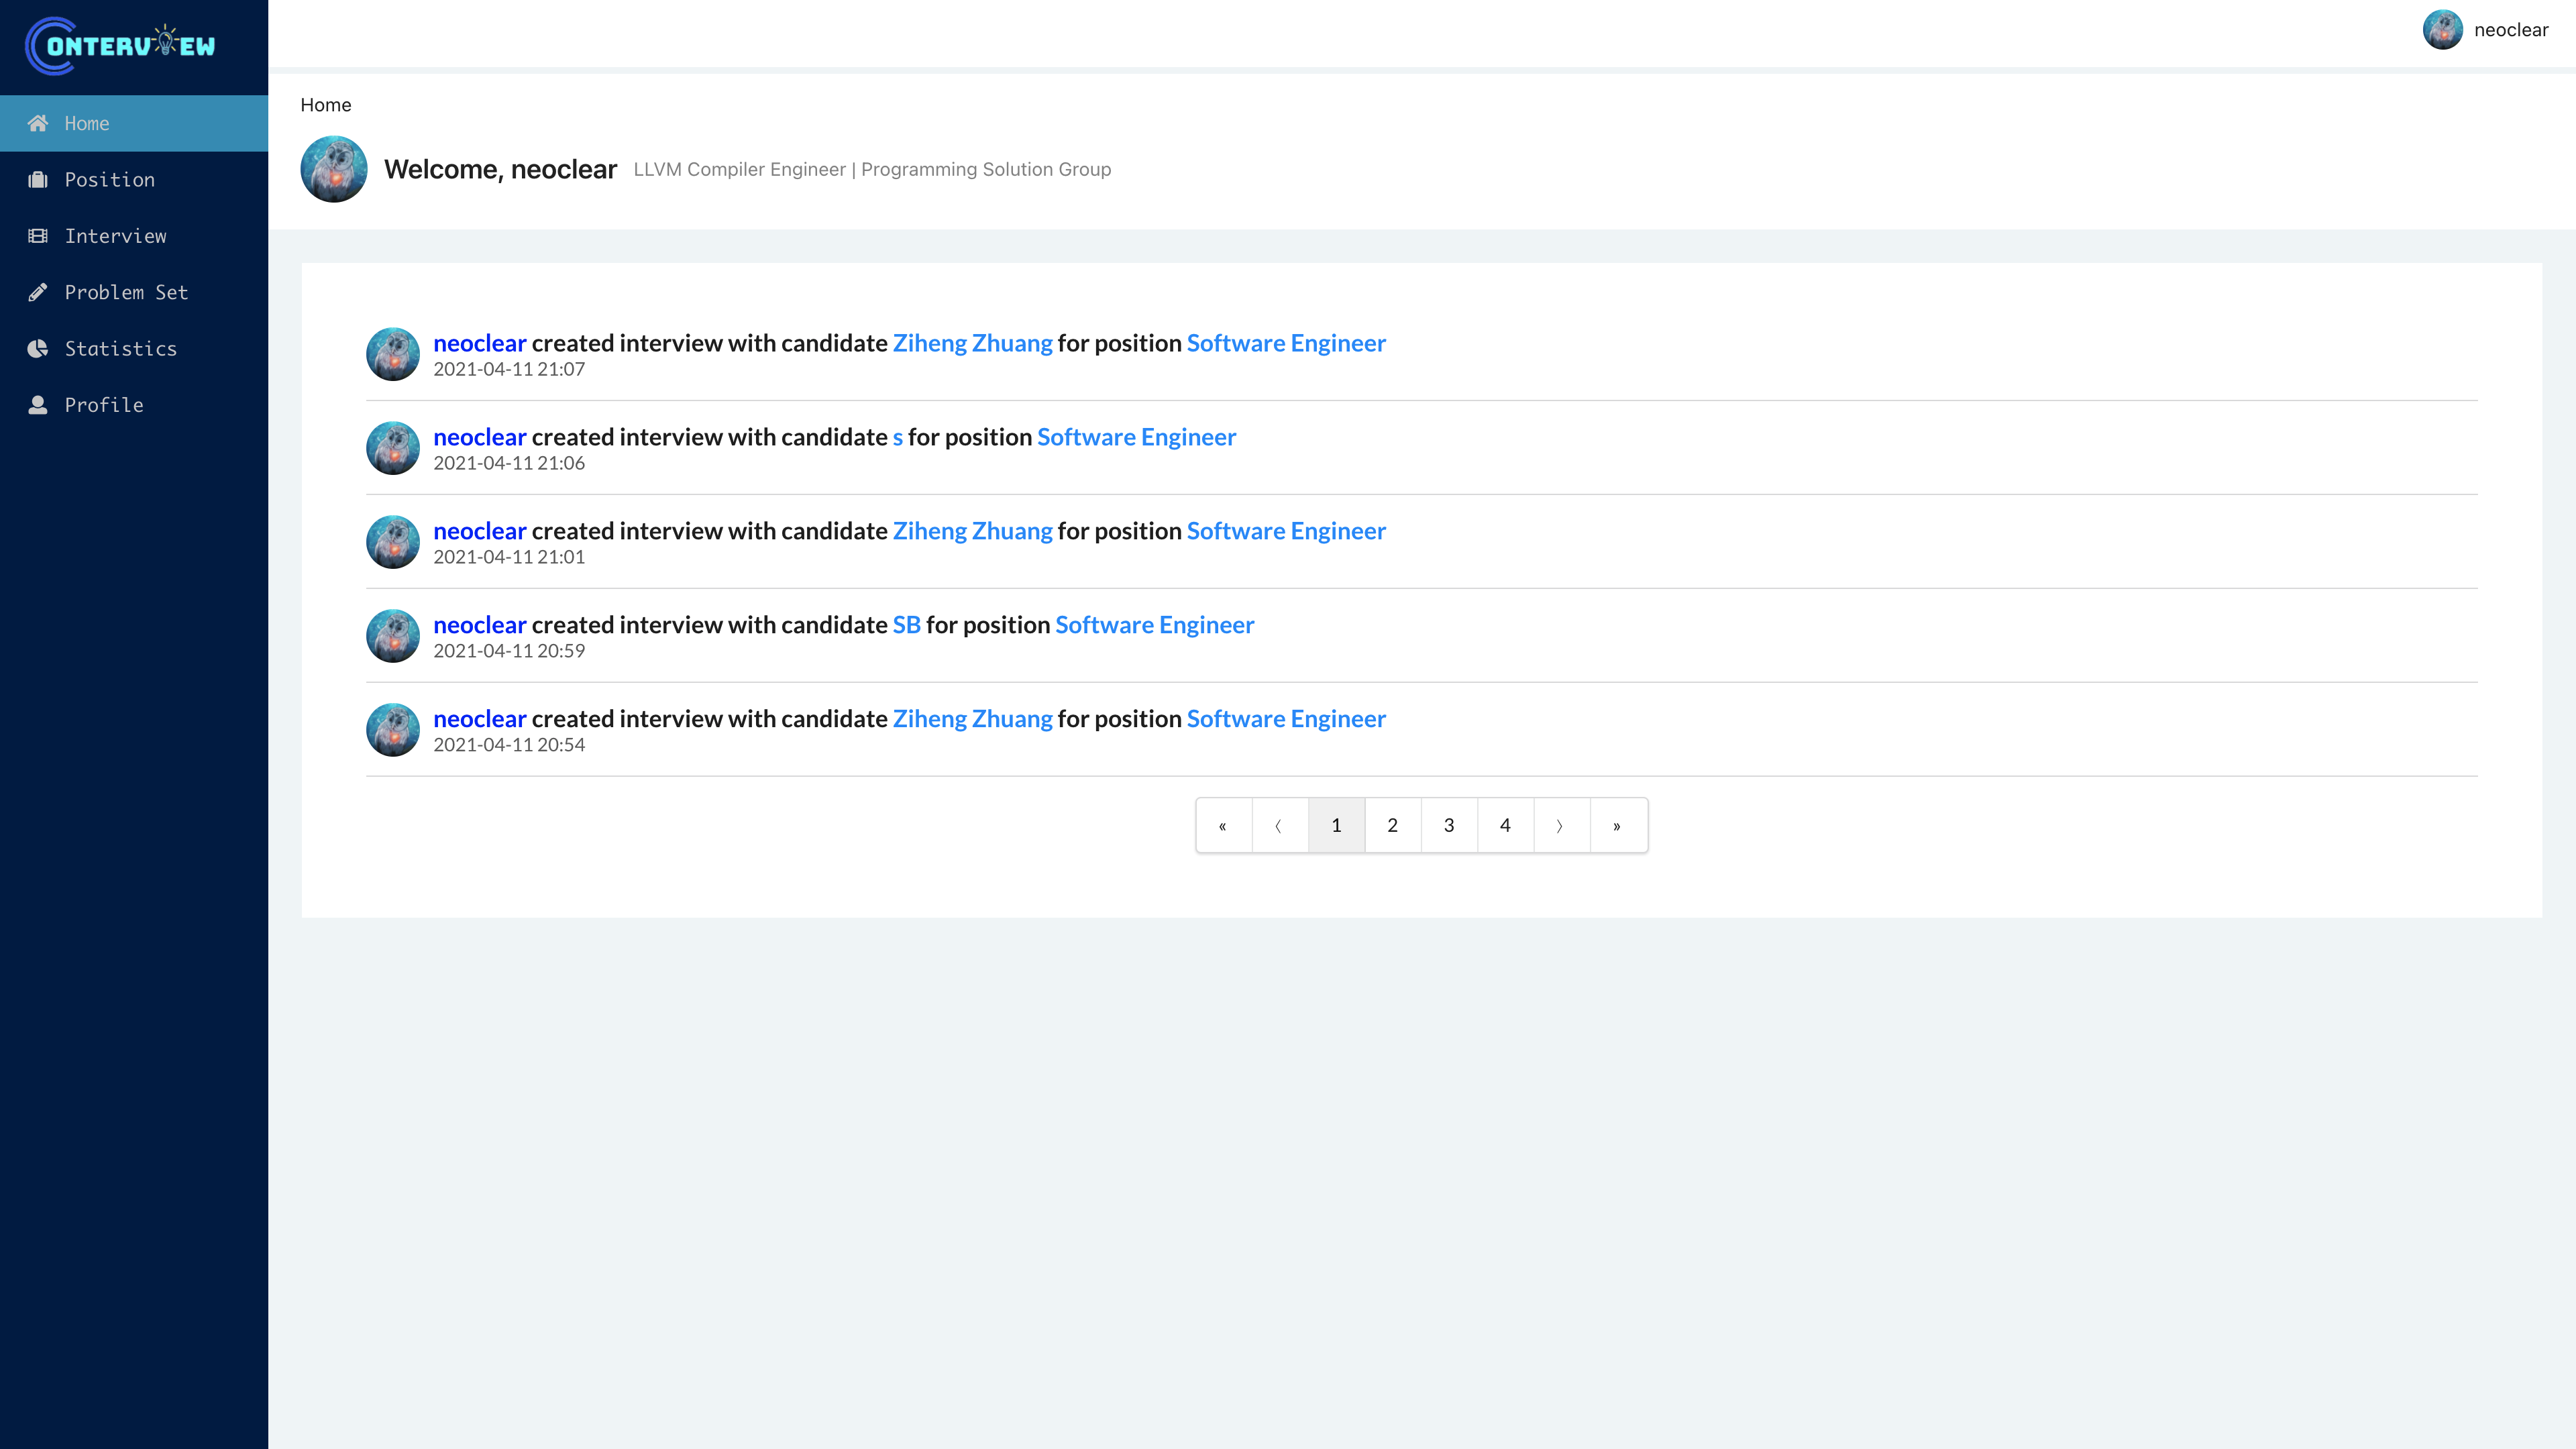 CONTERVIEW
neoclear
Home
Position
Interview
Problem Set
Statistics
Profile
Home
Welcome, neoclear LLVM Compiler Engineer | Programming Solution Group
neoclear created interview with candidate Ziheng Zhuang for position Software Engineer
2021-04-11 21:07
neoclear created interview with candidate s for position Software Engineer
2021-04-11 21:06
neoclear created interview with candidate Ziheng Zhuang for position Software Engineer
2021-04-11 21:01
neoclear created interview with candidate SB for position Software Engineer
2021-04-11 20:59
neoclear created interview with candidate Ziheng Zhuang for position Software Engineer
2021-04-11 20:54
« ⟨ 1 2 3 4 ⟩ »